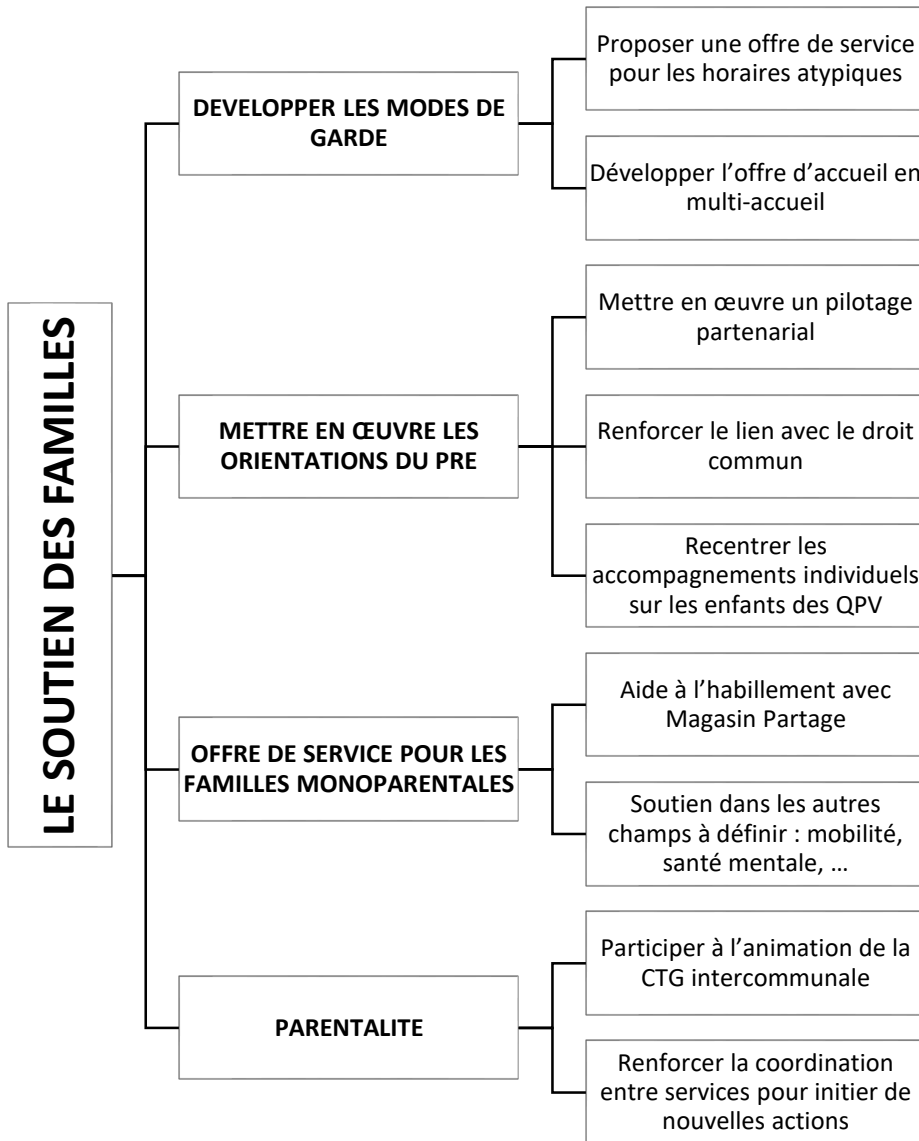 LE SOUTIEN DES FAMILLES
DEVELOPPER LES MODES DE
GARDE
Proposer une offre de service
pour les horaires atypiques
Développer l’offre d’accueil en
multi-accueil
METTRE EN ŒUVRE LES
ORIENTATIONS DU PRE
Mettre en œuvre un pilotage
partenarial
Renforcer le lien avec le droit
commun
Recentrer les
accompagnements individuels
sur les enfants des QPV
OFFRE DE SERVICE POUR LES
FAMILLES MONOPARENTALES
Aide à l’habillement avec
Magasin Partage
Soutien dans les autres
champs à définir : mobilité,
santé mentale, …
PARENTALITE
Participer à l’animation de la
CTG intercommunale
Renforcer la coordination
entre services pour initier de
nouvelles actions